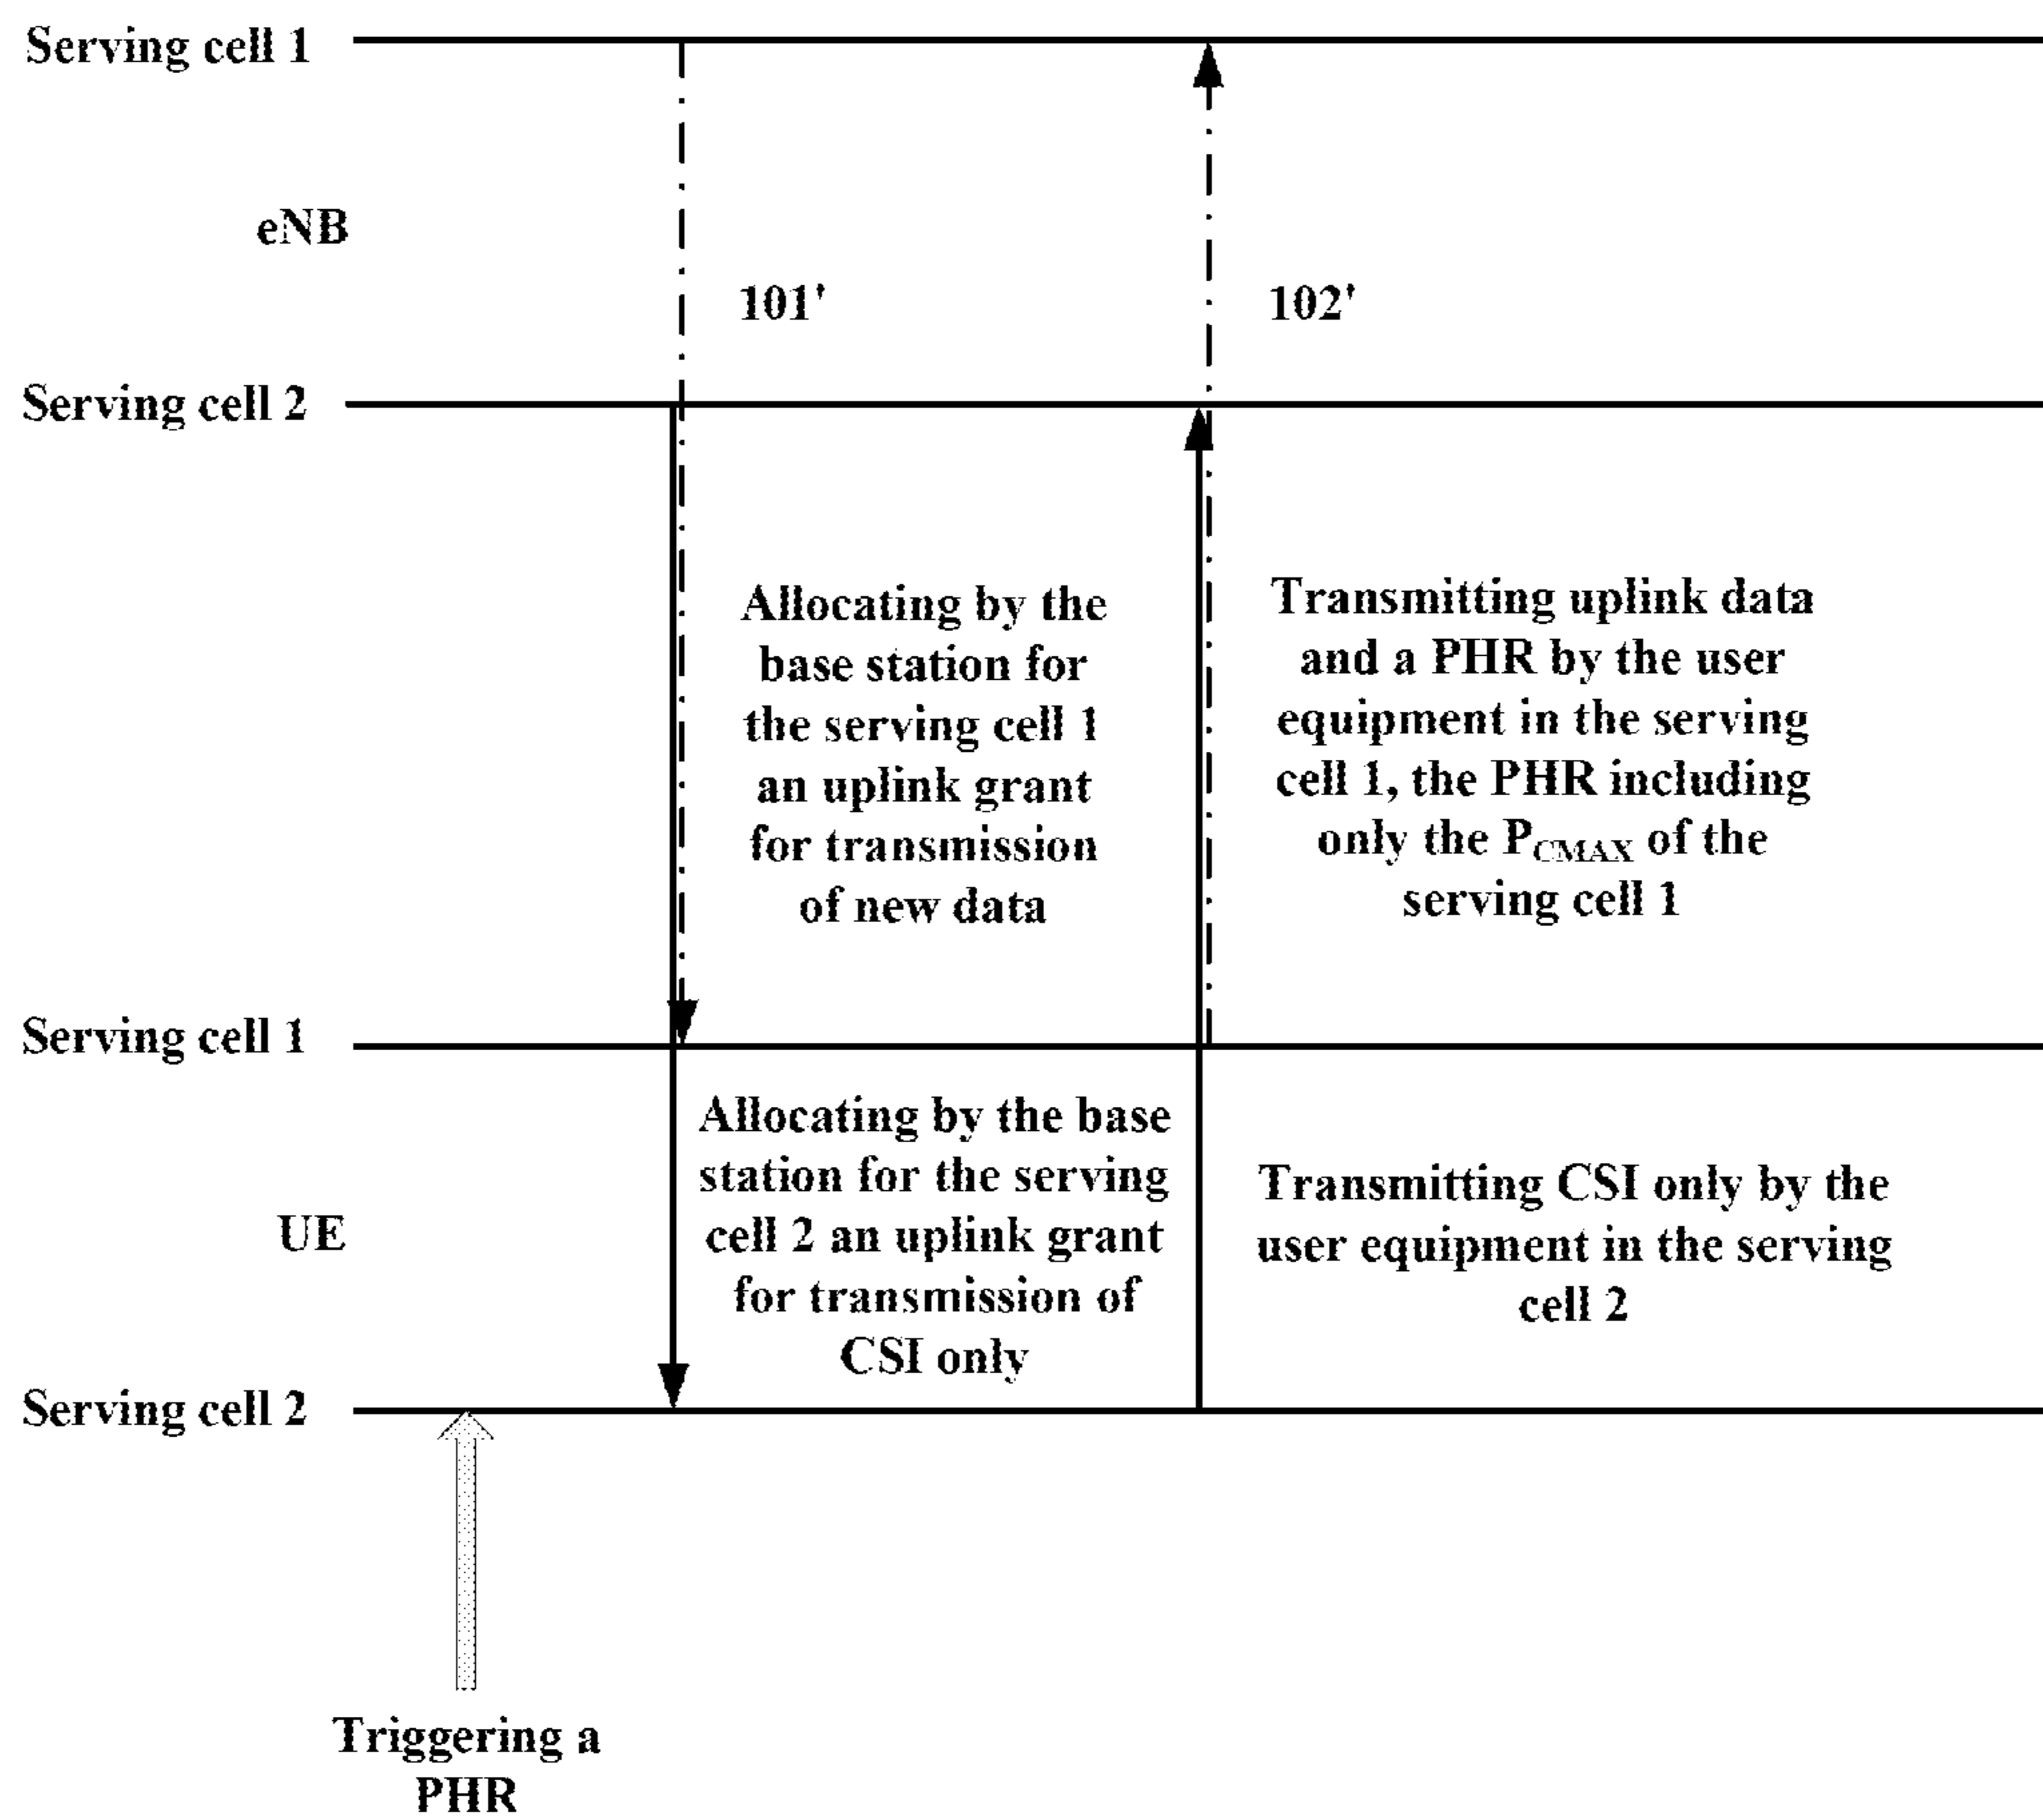 Serving cell 1
eNB
101'
102'
Serving cell 2
Allocating by the
base station for
the serving cell 1
an uplink grant
for transmission
of new data
Transmitting uplink data
and a PHR by the user
equipment in the serving
cell 1, the PHR including
only the PCMAX of the
serving cell 1
Serving cell 1
Allocating by the base
station for the serving
cell 2 an uplink grant
for transmission of
CSI only
Transmitting CSI only by the
user equipment in the serving
cell 2
UE
Serving cell 2
Triggering a
PHR